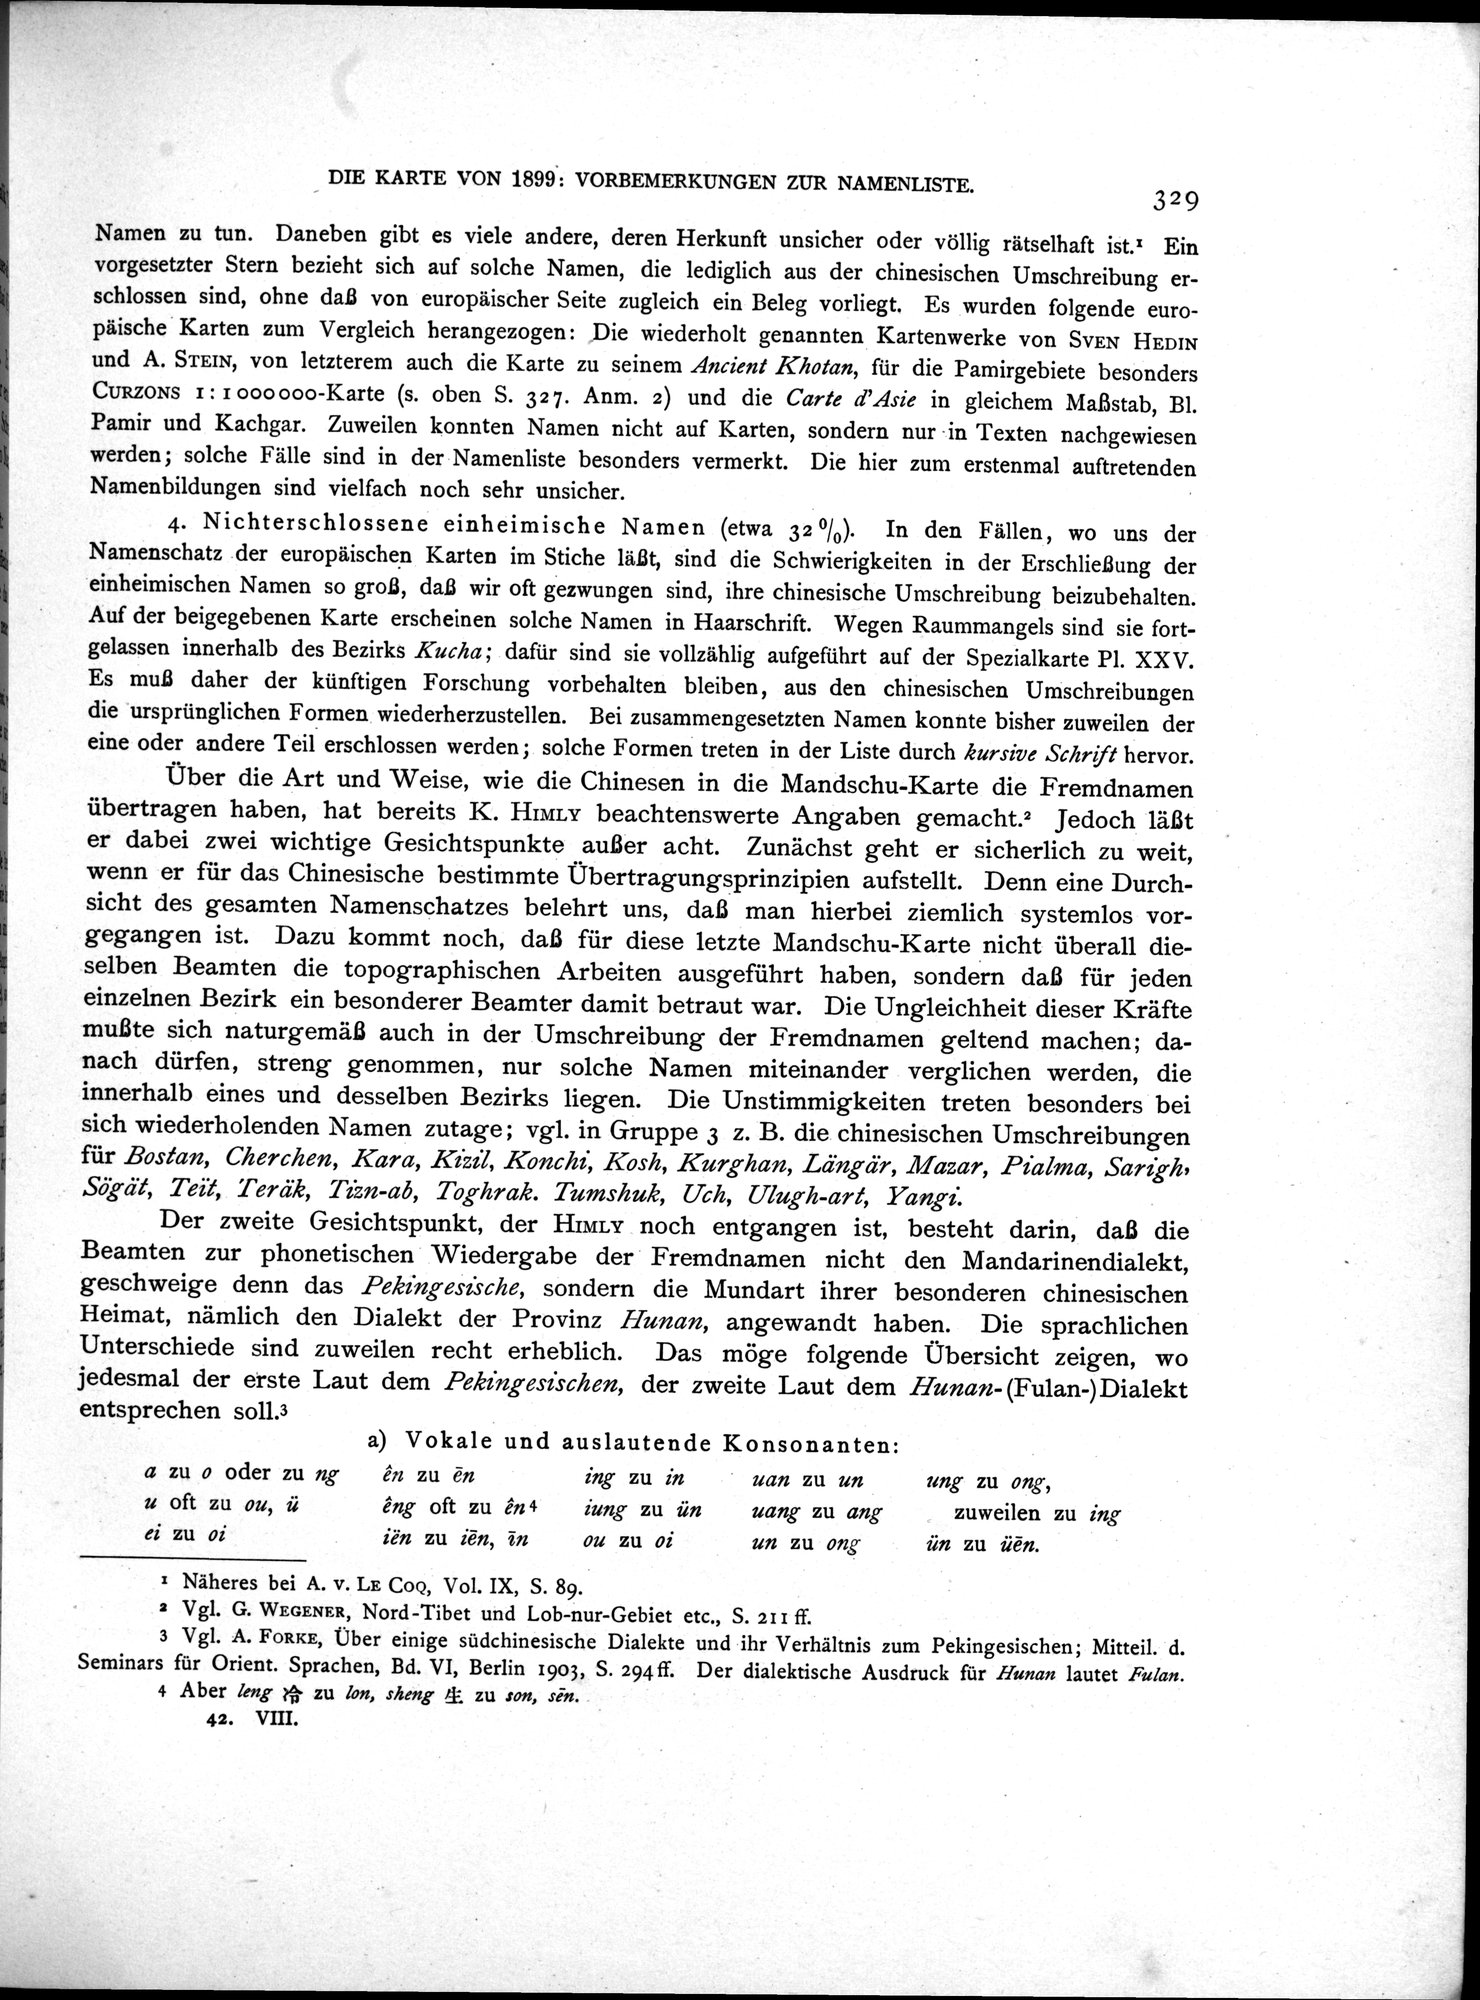 DIE KARTE VON 1899: VORBEMERKUNGEN ZUR NAMENLISTE.
329
Namen zu tun. Daneben gibt es viele andere, deren Herkunft unsicher oder völlig rätselhaft ist.¹ Ein
vorgesetzter Stern bezieht sich auf solche Namen, die lediglich aus der chinesischen Umschreibung er-
schlossen sind, ohne daß von europäischer Seite zugleich ein Beleg vorliegt. Es wurden folgende euro-
päische Karten zum Vergleich herangezogen: Die wiederholt genannten Kartenwerke von SVEN HEDIN
und A. STEIN, von letzterem auch die Karte zu seinem Ancient Khotan, für die Pamirgebiete besonders
CURZONS 1:1000000-Karte (s. oben S. 327. Anm. 2) und die Carte d'Asie in gleichem Maßstab, Bl.
Pamir und Kachgar. Zuweilen konnten Namen nicht auf Karten, sondern nur in Texten nachgewiesen
werden; solche Fälle sind in der Namenliste besonders vermerkt. Die hier zum erstenmal auftretenden
Namenbildungen sind vielfach noch sehr unsicher.
4. Nichterschlossene einheimische Namen (etwa 32%). In den Fällen, wo uns der
Namenschatz der europäischen Karten im Stiche läßt, sind die Schwierigkeiten in der Erschließung der
einheimischen Namen so groß, daß wir oft gezwungen sind, ihre chinesische Umschreibung beizubehalten.
Auf der beigegebenen Karte erscheinen solche Namen in Haarschrift. Wegen Raummangels sind sie fort-
gelassen innerhalb des Bezirks Kucha; dafür sind sie vollzählig aufgeführt auf der Spezialkarte Pl. XXV.
Es muß daher der künftigen Forschung vorbehalten bleiben, aus den chinesischen Umschreibungen
die ursprünglichen Formen wiederherzustellen. Bei zusammengesetzten Namen konnte bisher zuweilen der
eine oder andere Teil erschlossen werden; solche Formen treten in der Liste durch kursive Schrift hervor.
Über die Art und Weise, wie die Chinesen in die Mandschu-Karte die Fremdnamen
übertragen haben, hat bereits K. HIMLY beachtenswerte Angaben gemacht.² Jedoch läßt
er dabei zwei wichtige Gesichtspunkte außer acht. Zunächst geht er sicherlich zu weit,
wenn er für das Chinesische bestimmte Übertragungsprinzipien aufstellt. Denn eine Durch-
sicht des gesamten Namenschatzes belehrt uns, daß man hierbei ziemlich systemlos vor-
gegangen ist. Dazu kommt noch, daß für diese letzte Mandschu-Karte nicht überall die-
selben Beamten die topographischen Arbeiten ausgeführt haben, sondern daß für jeden
einzelnen Bezirk ein besonderer Beamter damit betraut war. Die Ungleichheit dieser Kräfte
mußte sich naturgemäß auch in der Umschreibung der Fremdnamen geltend machen; da-
nach dürfen, streng genommen, nur solche Namen miteinander verglichen werden, die
innerhalb eines und desselben Bezirks liegen. Die Unstimmigkeiten treten besonders bei
sich wiederholenden Namen zutage; vgl. in Gruppe 3 z. B. die chinesischen Umschreibungen
für Bostan, Cherchen, Kara, Kizil, Konchi, Kosh, Kurghan, Längär, Mazar, Pialma, Sarigh,
Sögät, Teït, Teräk, Tizn-ab, Toghrak. Tumshuk, Uch, Ulugh-art, Yangi.
Der zweite Gesichtspunkt, der HIMLY noch entgangen ist, besteht darin, daß die
Beamten zur phonetischen Wiedergabe der Fremdnamen nicht den Mandarinendialekt,
geschweige denn das Pekingesische, sondern die Mundart ihrer besonderen chinesischen
Heimat, nämlich den Dialekt der Provinz Hunan, angewandt haben. Die sprachlichen
Unterschiede sind zuweilen recht erheblich. Das möge folgende Übersicht zeigen, wo
jedesmal der erste Laut dem Pekingesischen, der zweite Laut dem Hunan-(Fulan-)Dialekt
entsprechen soll.³
a) Vokale und auslautende Konsonanten:
a zu o oder zu ng ên zu ēn ing zu in uan zu un ung zu ong,
u oft zu ou, ü êng oft zu ên⁴ iung zu ün uang zu ang zuweilen zu ing
ei zu oi iën zu iēn, īn ou zu oi un zu ong ün zu üēn.
¹ Näheres bei A. v. LE COQ, Vol. IX, S. 89.
² Vgl. G. WEGENER, Nord-Tibet und Lob-nur-Gebiet etc., S. 211 ff.
³ Vgl. A. FORKE, Über einige südchinesische Dialekte und ihr Verhältnis zum Pekingesischen; Mitteil. d.
Seminars für Orient. Sprachen, Bd. VI, Berlin 1903, S. 294 ff. Der dialektische Ausdruck für Hunan lautet Fulan.
⁴ Aber leng 冷 zu lon, sheng 生 zu son, sēn.
42. VIII.